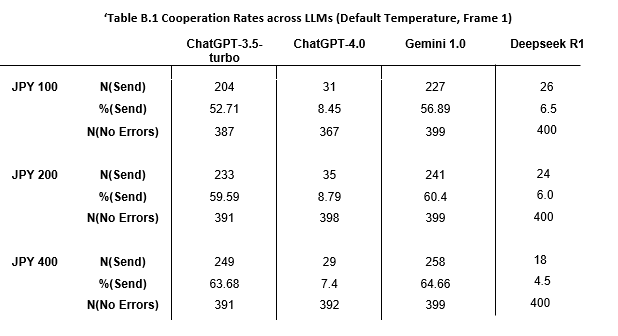 ‘Table B.1 Cooperation Rates across LLMs (Default Temperature, Frame 1)
ChatGPT-3.5-turbo ChatGPT-4.0 Gemini 1.0 Deepseek R1
JPY 100 N(Send) 204 31 227 26
%(Send) 52.71 8.45 56.89 6.5
N(No Errors) 387 367 399 400
JPY 200 N(Send) 233 35 241 24
%(Send) 59.59 8.79 60.4 6.0
N(No Errors) 391 398 399 400
JPY 400 N(Send) 249 29 258 18
%(Send) 63.68 7.4 64.66 4.5
N(No Errors) 391 392 399 400